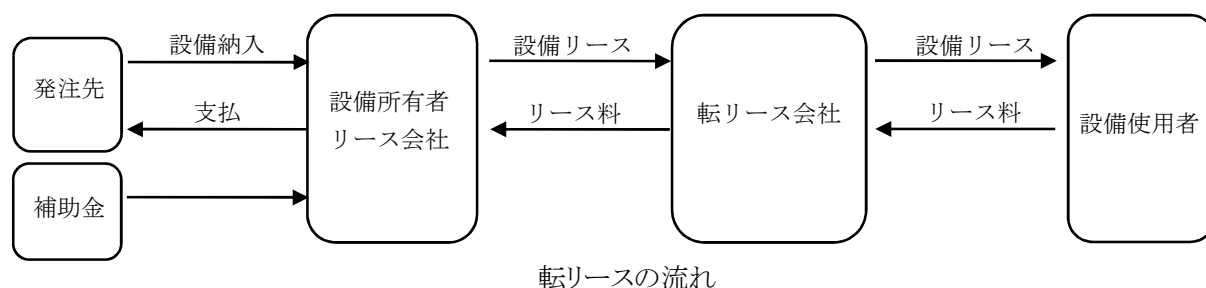 発注先
補助金
設備納入
支払
設備所有者
リース会社
設備リース
リース料
転リース会社
設備リース
リース料
設備使用者
転リースの流れ